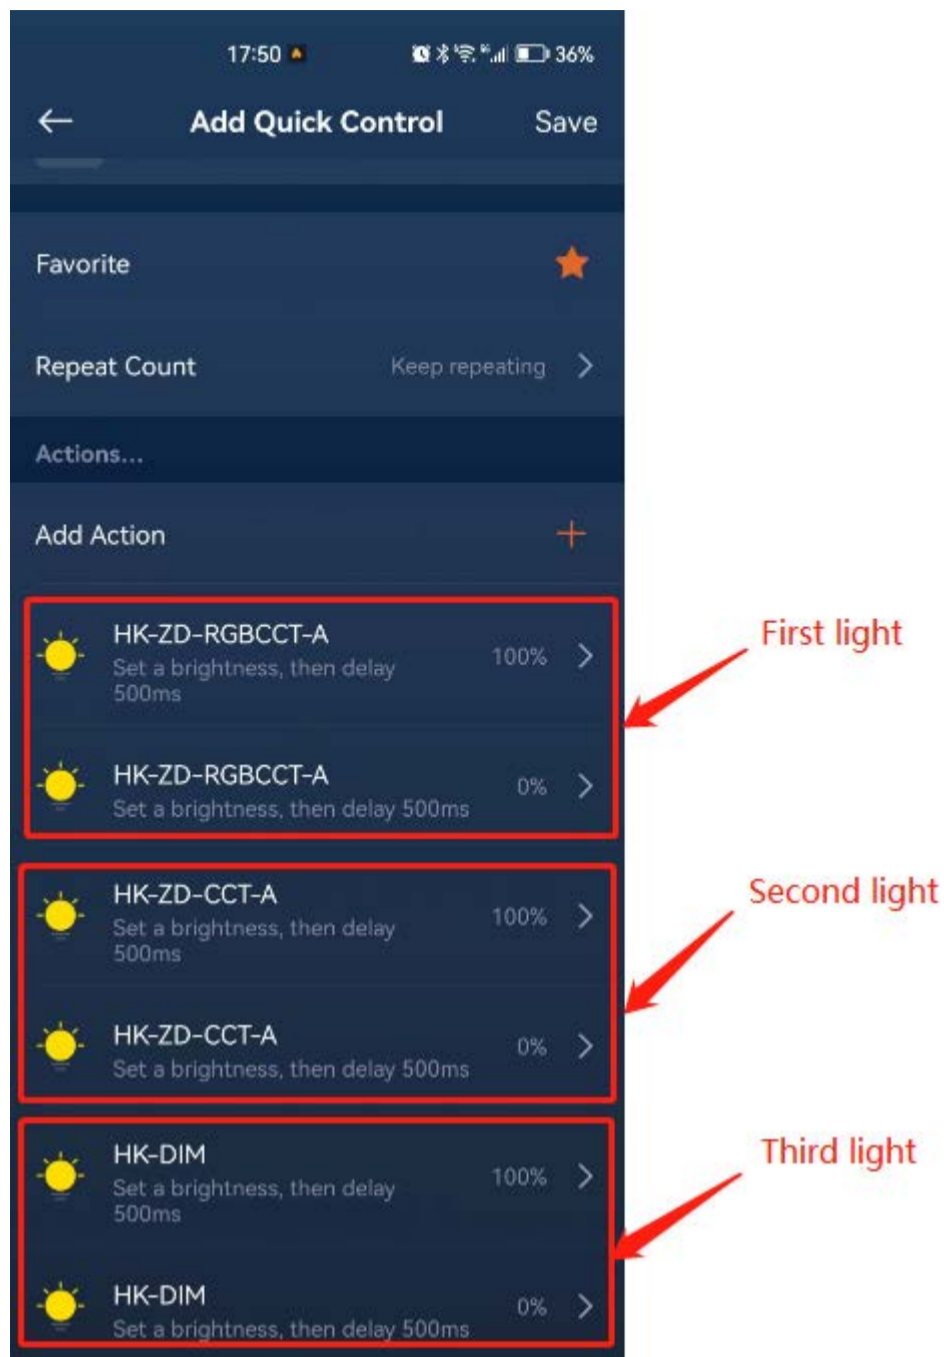 17:50 36%
Add Quick Control Save
Favorite
Repeat Count Keep repeating
Actions...
Add Action
HK-ZD-RGBCCT-A
Set a brightness, then delay
500ms
100%
First light
HK-ZD-RGBCCT-A
Set a brightness, then delay 500ms
0%
HK-ZD-CCT-A
Set a brightness, then delay
500ms
100%
Second light
HK-ZD-CCT-A
Set a brightness, then delay 500ms
0%
HK-DIM
Set a brightness, then delay
500ms
100%
Third light
HK-DIM
Set a brightness, then delay 500ms
0%